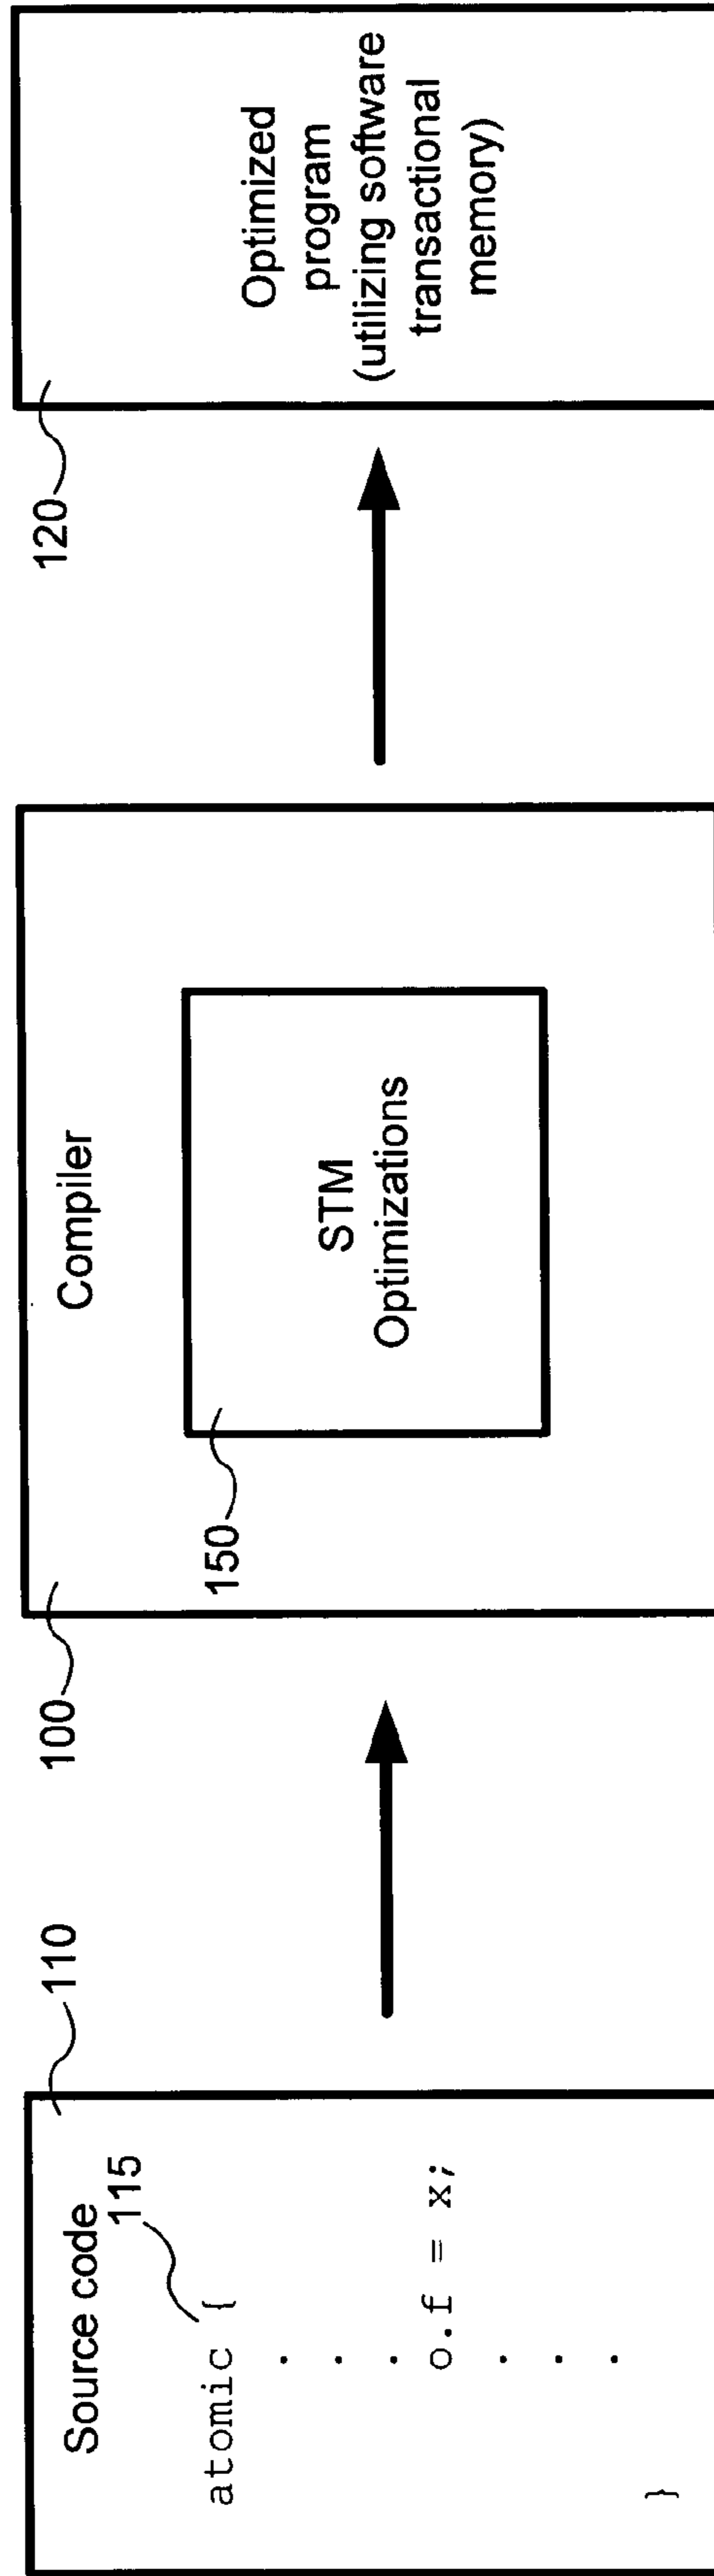 110
Source code
115
atomic {
.
.
.
o.f = x;
.
.
.
}
100
Compiler
150
STM
Optimizations
120
Optimized
program
(utilizing software
transactional
memory)